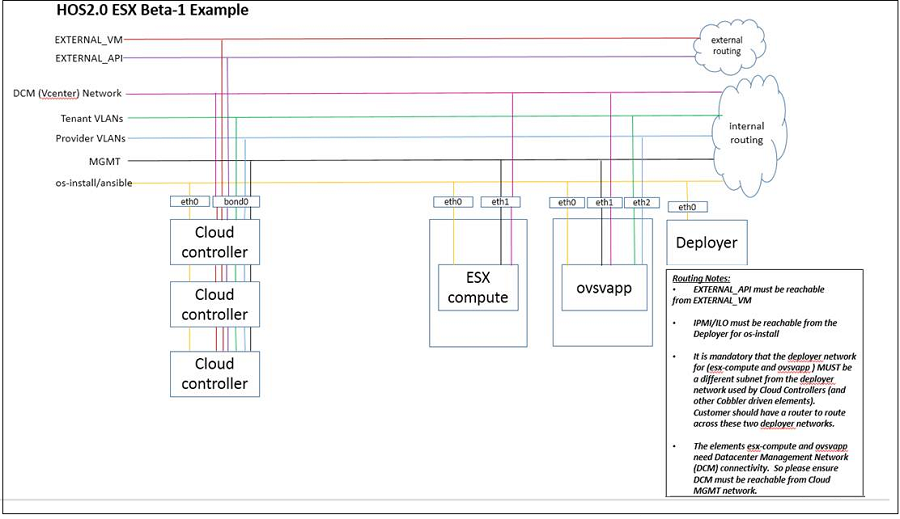 HOS2.0 ESX Beta-1 Example
EXTERNAL_VM
EXTERNAL_API
external
routing
DCM (Vcenter) Network
Tenant VLANs
Provider VLANs
internal
routing
MGMT
os-install/ansible
eth0
bond0
eth0
eth1
eth0
eth1
eth2
eth0
Cloud
controller
Cloud
controller
Cloud
controller
ESX
compute
ovsvapp
Deployer
Routing Notes:
• EXTERNAL_API must be reachable
from EXTERNAL_VM
• IPMI/ILO must be reachable from the
Deployer for os-install
• It is mandatory that the deployer network
for (esx-compute and ovsvapp ) MUST be
a different subnet from the deployer
network used by Cloud Controllers (and
other Cobbler driven elements).
Customer should have a router to route
across these two deployer networks.
• The elements esx-compute and ovsvapp
need Datacenter Management Network
(DCM) connectivity. So please ensure
DCM must be reachable from Cloud
MGMT network.